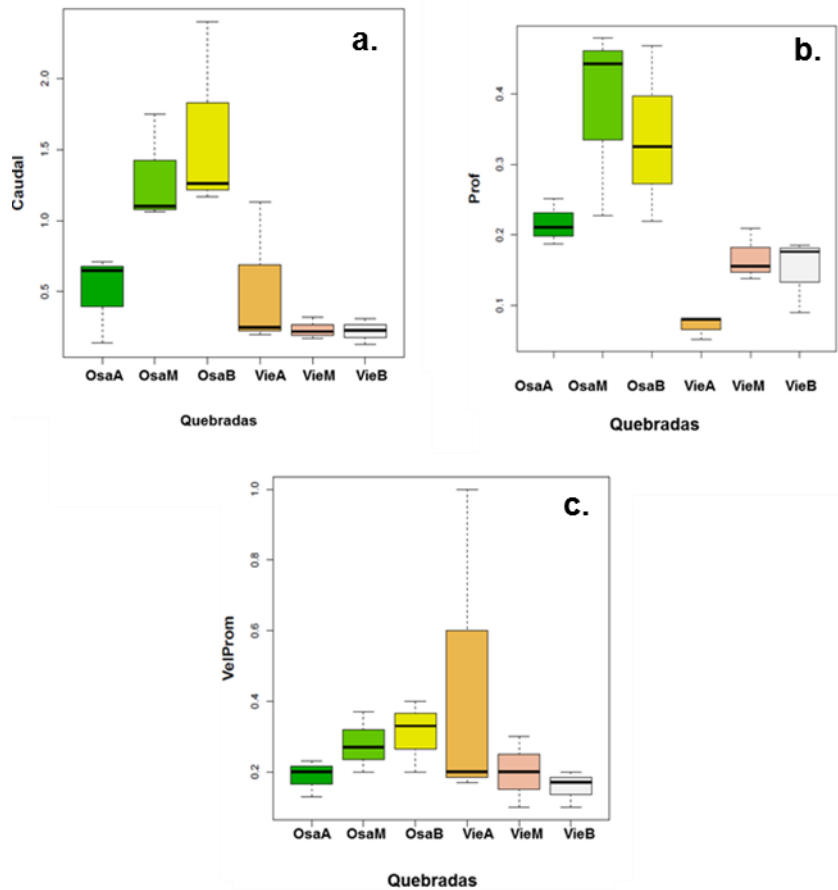 a.
Caudal
2.0
1.5
1.0
0.5
OsaA OsaM OsaB VieA VieM VieB
Quebradas
b.
Prof
0.4
0.3
0.2
0.1
OsaA OsaM OsaB VieA VieM VieB
Quebradas
c.
VelProm
1.0
0.8
0.6
0.4
0.2
OsaA OsaM OsaB VieA VieM VieB
Quebradas